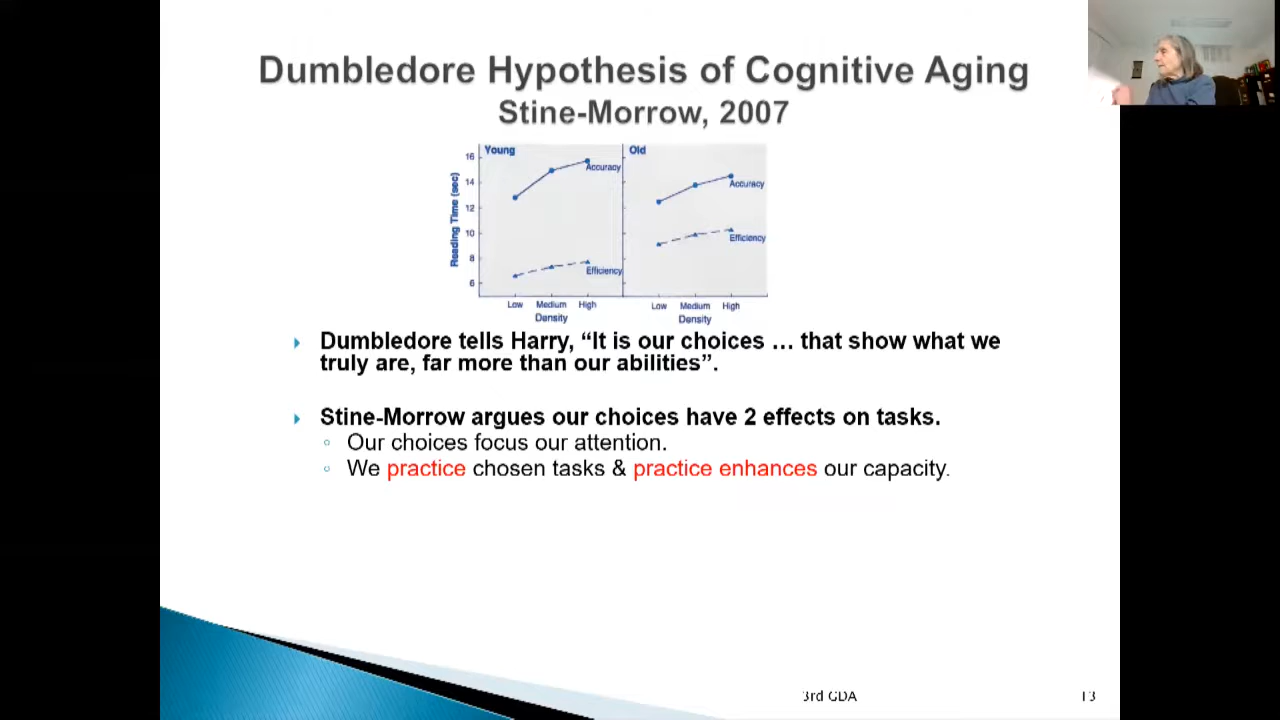 Dumbledore Hypothesis of Cognitive Aging
Stine-Morrow, 2007
Young
Old
Reading Time (sec)
16
14
12
10
8
6
Accuracy
Efficiency
Accuracy
Efficiency
Low Medium High
Density
Low Medium High
Density
Dumbledore tells Harry, “It is our choices … that show what we
truly are, far more than our abilities”.
Stine-Morrow argues our choices have 2 effects on tasks.
Our choices focus our attention.
We practice chosen tasks & practice enhances our capacity.
3rd GDA
13